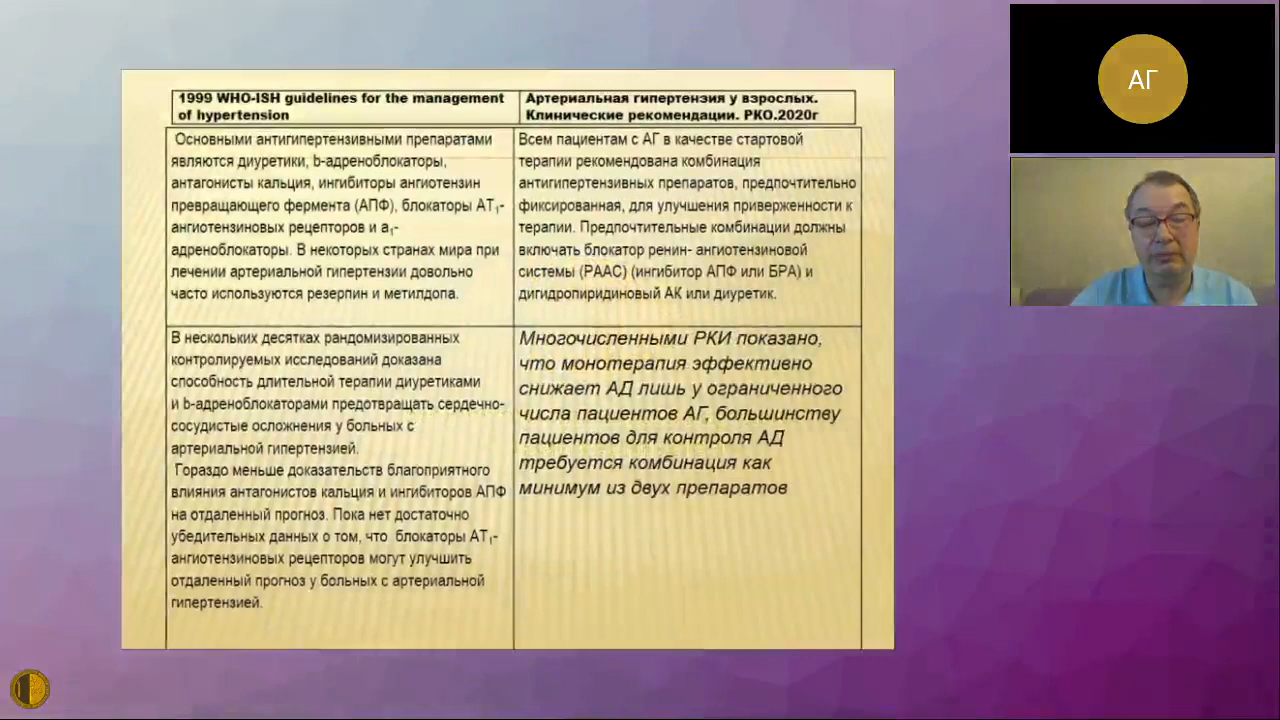 1999 WHO-ISH guidelines for the management
of hypertension
Артериальная гипертензия у взрослых.
Клинические рекомендации. РКО.2020г
Основными антигипертензивными препаратами
являются диуретики, b-адреноблокаторы,
антагонисты кальция, ингибиторы ангиотензин
превращающего фермента (АПФ), блокаторы АТ1-
ангиотензиновых рецепторов и a1-
адреноблокаторы. В некоторых странах мира при
лечении артериальной гипертензии довольно
часто используются резерпин и метилдопа.
Всем пациентам с АГ в качестве стартовой
терапии рекомендована комбинация
антигипертензивных препаратов, предпочтительно
фиксированная, для улучшения приверженности к
терапии. Предпочтительные комбинации должны
включать блокатор ренин- ангиотензиновой
системы (РААС) (ингибитор АПФ или БРА) и
дигидропиридиновый АК или диуретик.
В нескольких десятках рандомизированных
контролируемых исследований доказана
способность длительной терапии диуретиками
и b-адреноблокаторами предотвращать сердечно-
сосудистые осложнения у больных с
артериальной гипертензией.
Гораздо меньше доказательств благоприятного
влияния антагонистов кальция и ингибиторов АПФ
на отдаленный прогноз. Пока нет достаточно
убедительных данных о том, что блокаторы АТ1-
ангиотензиновых рецепторов могут улучшить
отдаленный прогноз у больных с артериальной
гипертензией.
Многочисленными РКИ показано,
что монотерапия эффективно
снижает АД лишь у ограниченного
числа пациентов АГ, большинству
пациентов для контроля АД
требуется комбинация как
минимум из двух препаратов
АГ